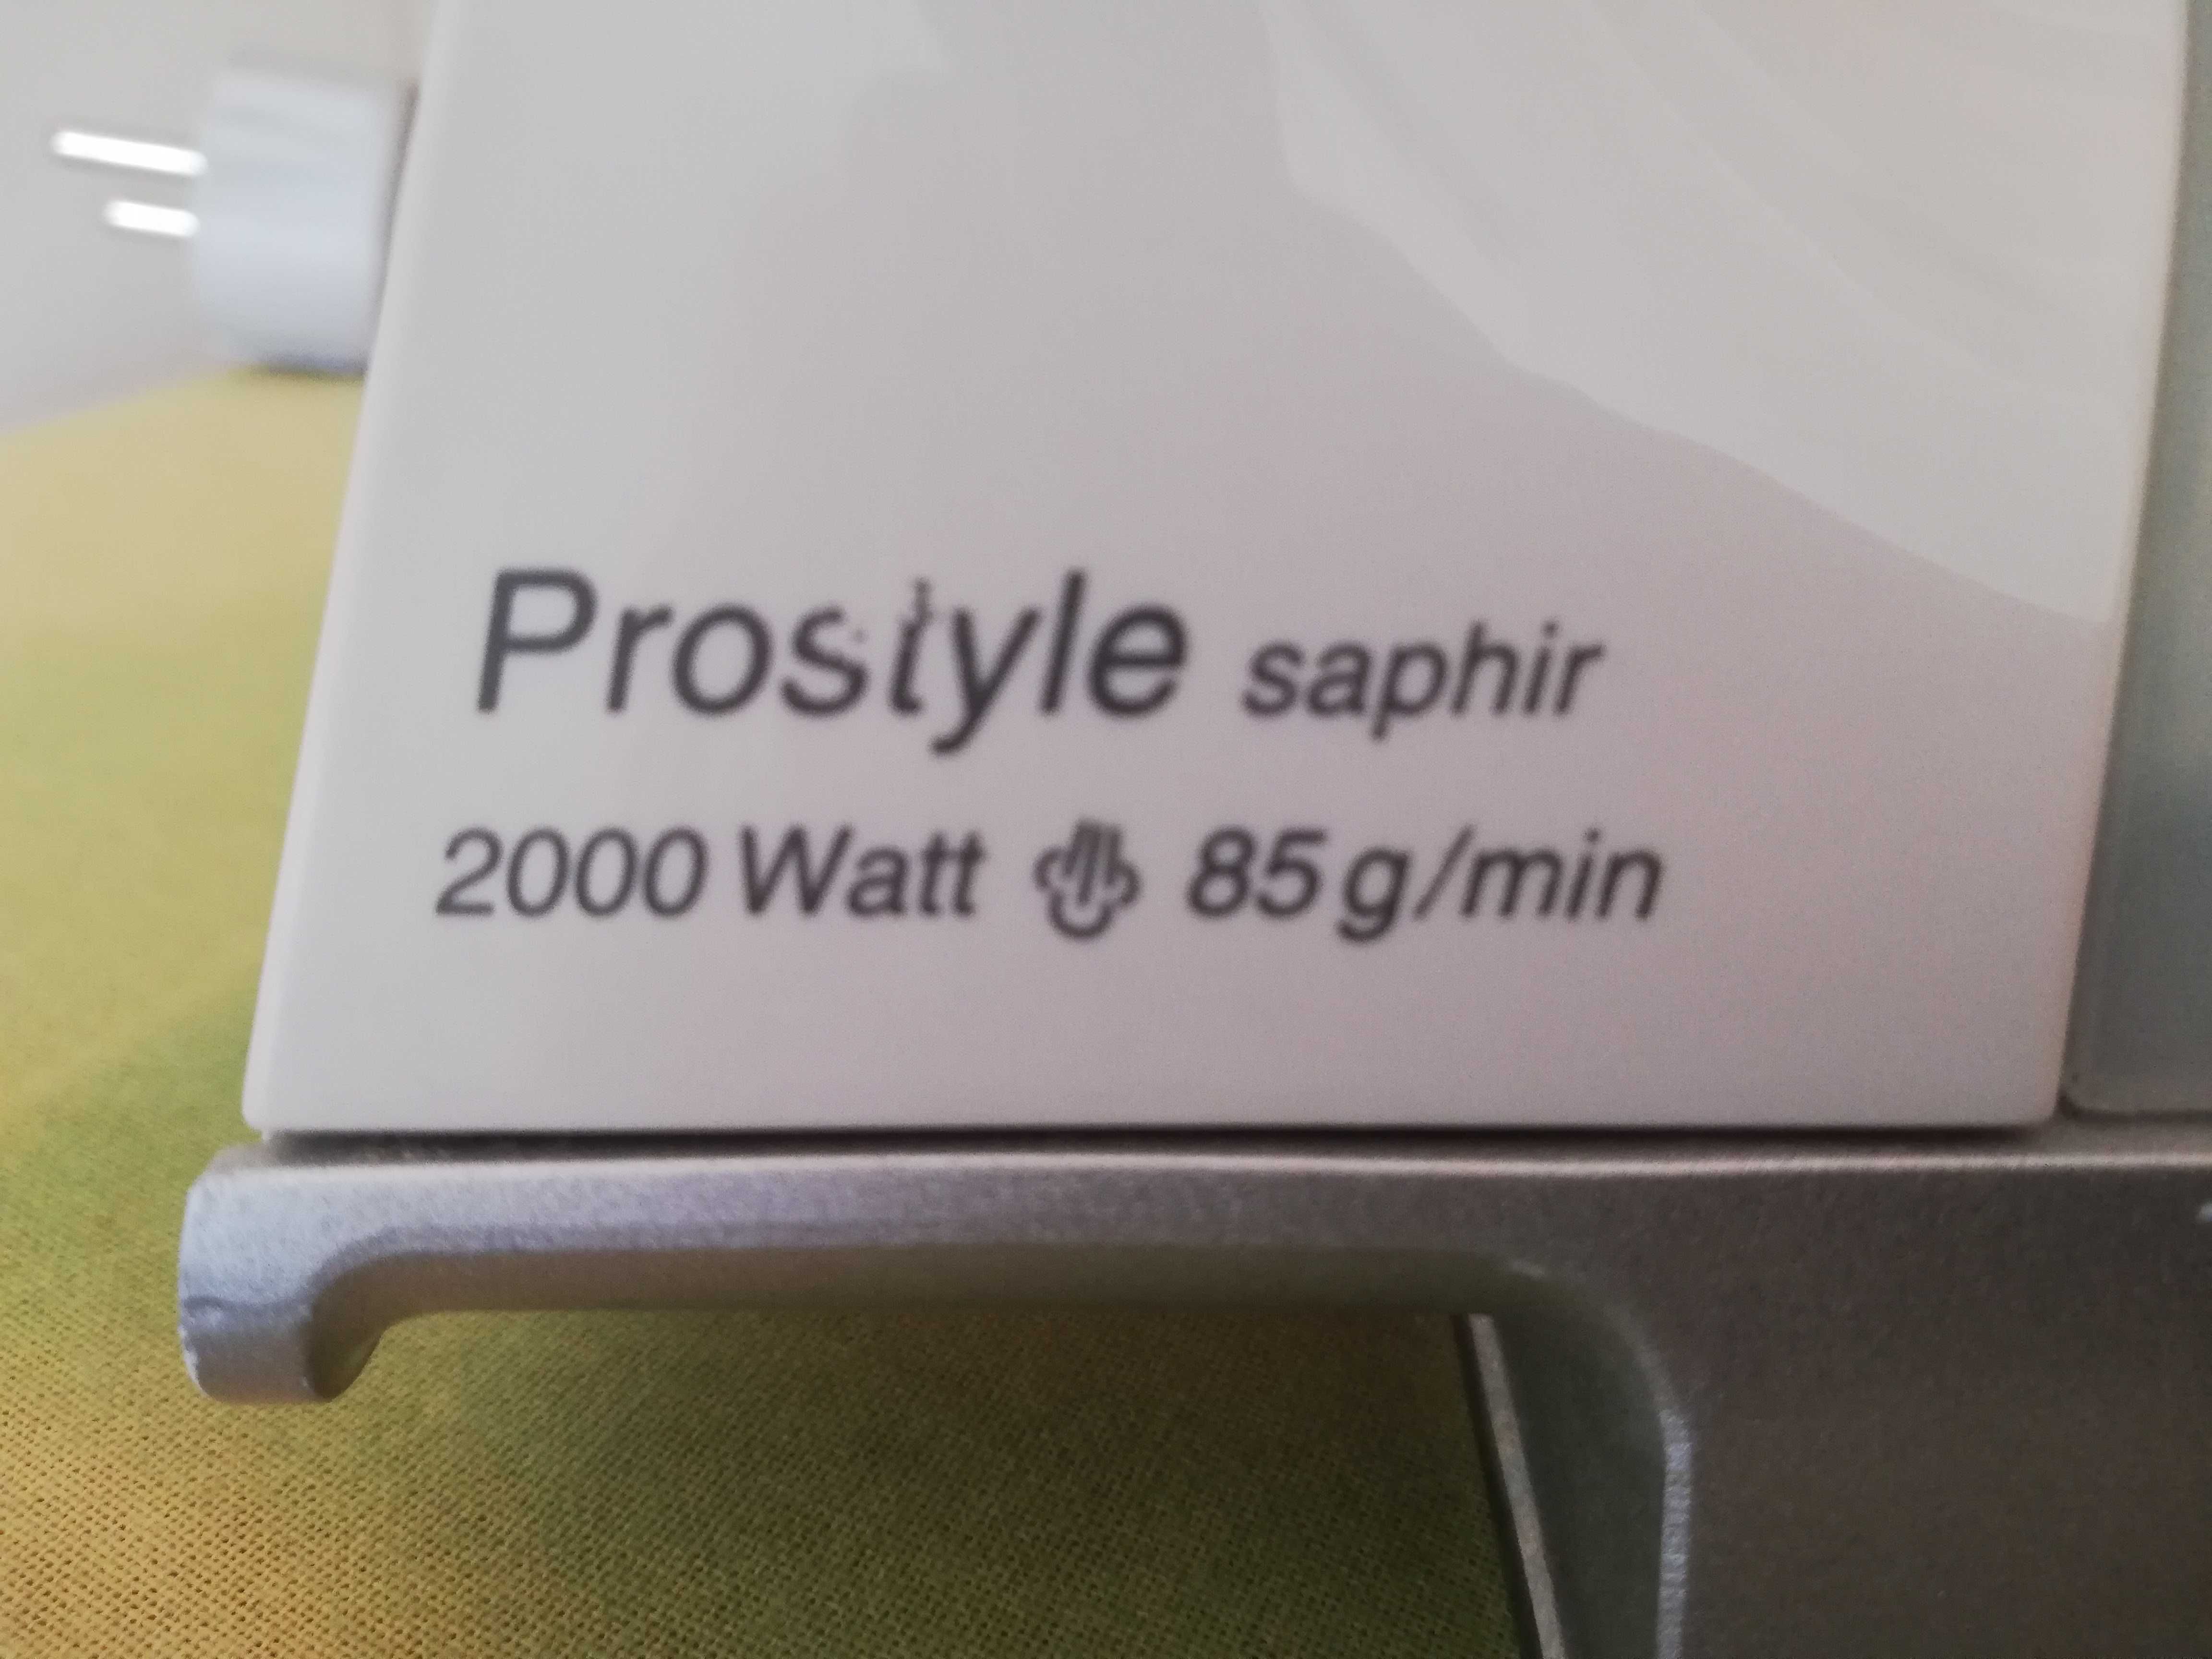 Prostyle saphir
2000 Watt 85 g/min